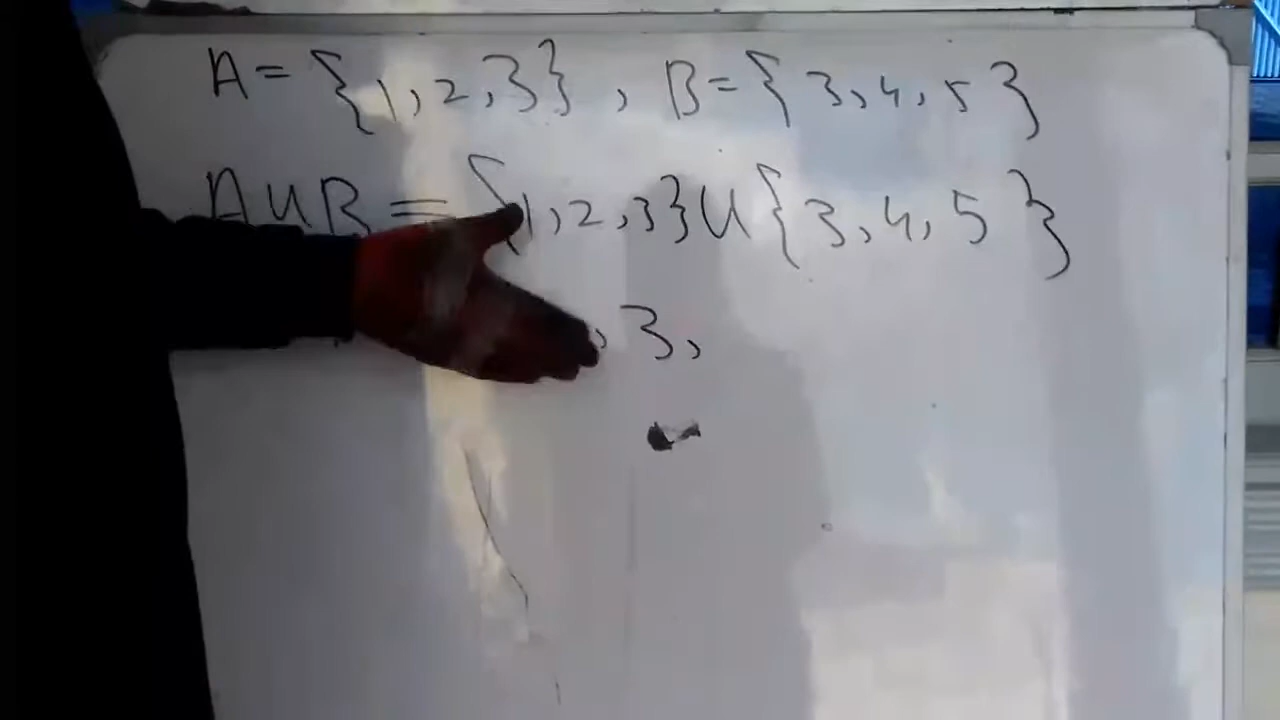 A = {1, 2, 3}, B = {3, 4, 5}
A U B = {1, 2, 3} U {3, 4, 5}
, 3,